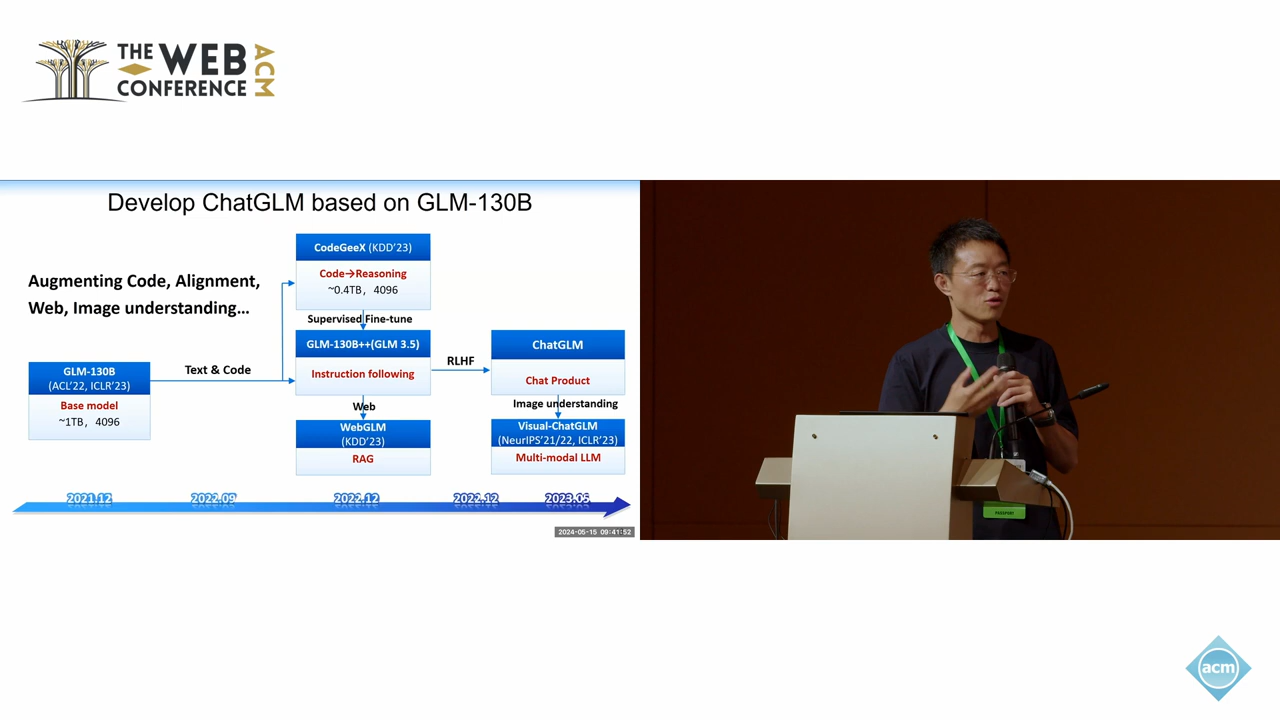 THE WEB
CONFERENCE
ACM
Develop ChatGLM based on GLM-130B
Augmenting Code, Alignment,
Web, Image understanding...
CodeGeeX (KDD'23)
Code→Reasoning
~0.4TB, 4096
Supervised Fine-tune
GLM-130B++(GLM 3.5)
Instruction following
Web
WebGLM
(KDD'23)
RAG
GLM-130B
(ACL'22, ICLR'23)
Base model
~1TB, 4096
Text & Code
RLHF
ChatGLM
Chat Product
Image understanding
Visual-ChatGLM
(NeurIPS'21/22, ICLR'23)
Multi-modal LLM
2021.12
2022.09
2022.12
2022.12
2023.05
2024-05-15 09:41:52
PASSPORT
acm